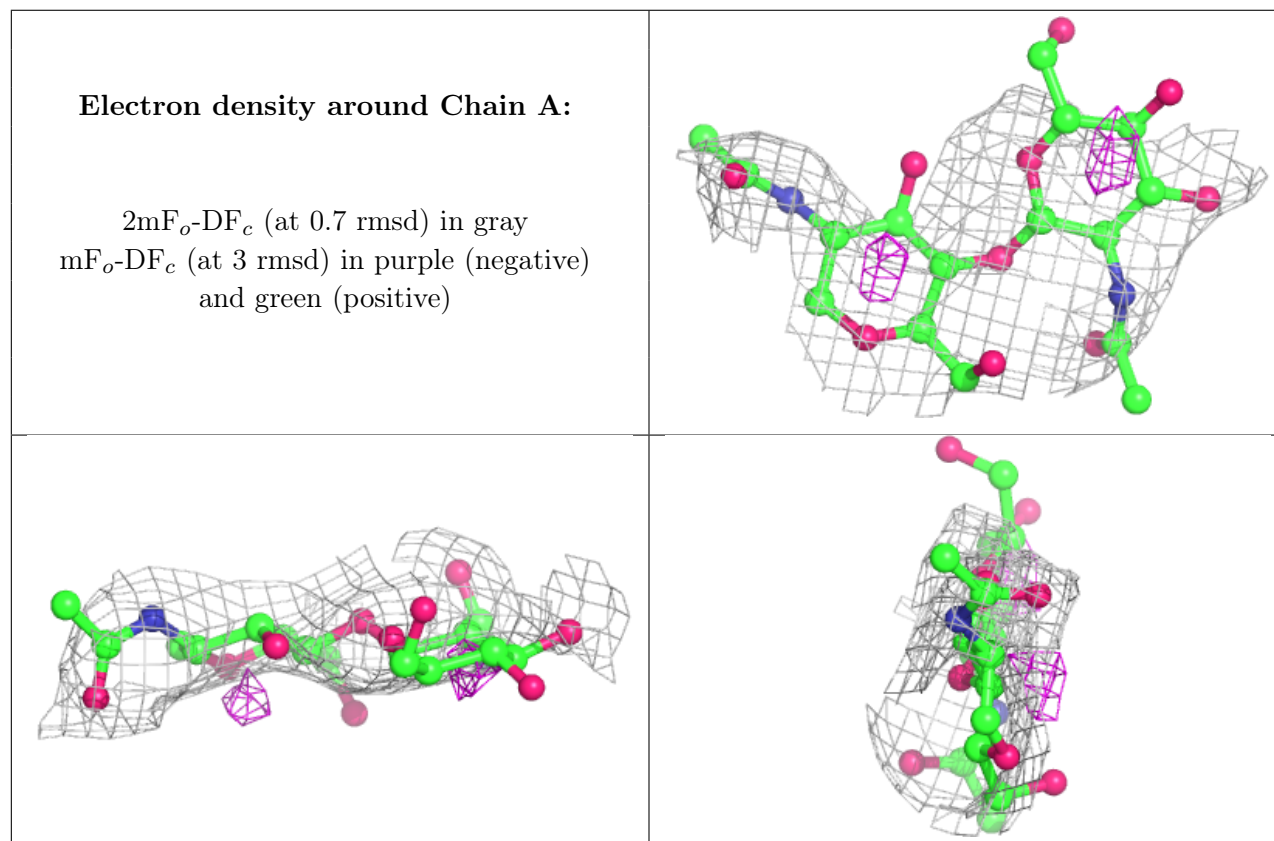 Electron density around Chain A:
2mFₒ-DF𝒸 (at 0.7 rmsd) in gray
mFₒ-DF𝒸 (at 3 rmsd) in purple (negative)
and green (positive)